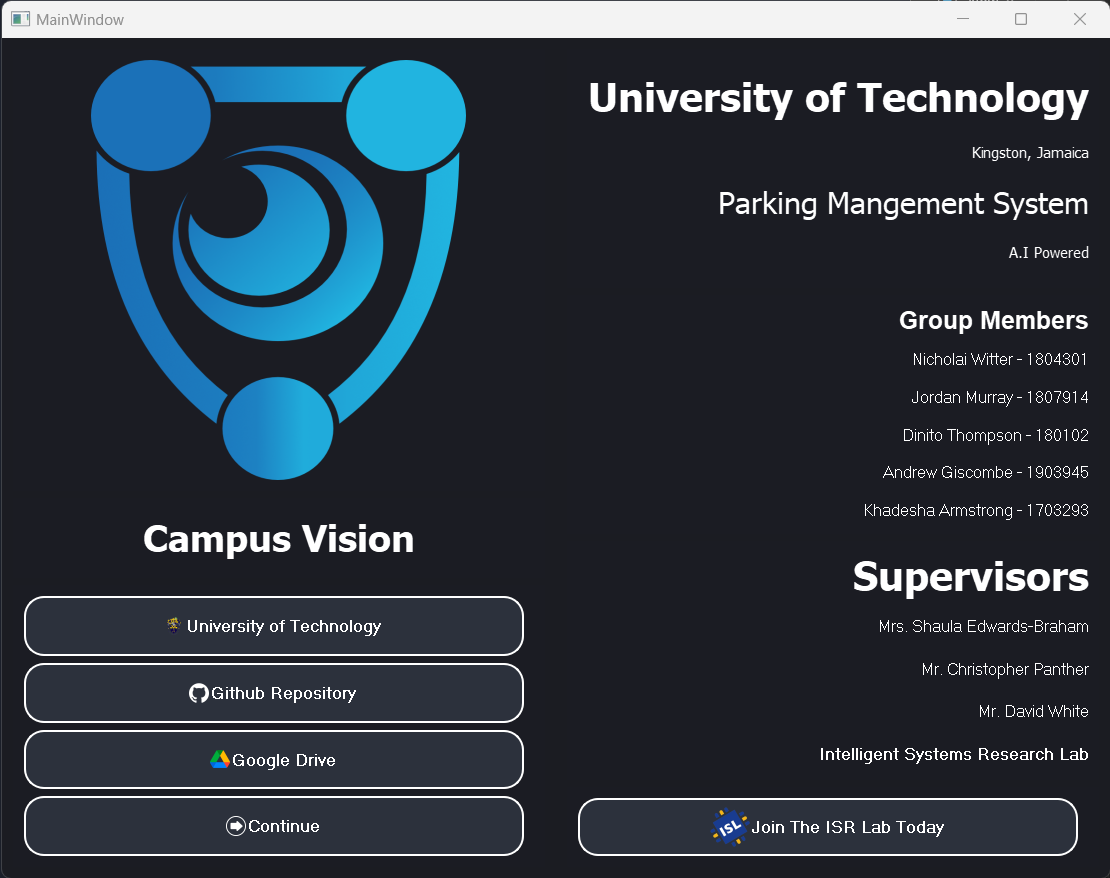 MainWindow
Campus Vision
University of Technology
Github Repository
Google Drive
Continue
University of Technology
Kingston, Jamaica
Parking Mangement System
A.I Powered
Group Members
Nicholai Witter - 1804301
Jordan Murray - 1807914
Dinito Thompson - 180102
Andrew Giscombe - 1903945
Khadesha Armstrong - 1703293
Supervisors
Mrs. Shaula Edwards-Braham
Mr. Christopher Panther
Mr. David White
Intelligent Systems Research Lab
ISL
Join The ISR Lab Today